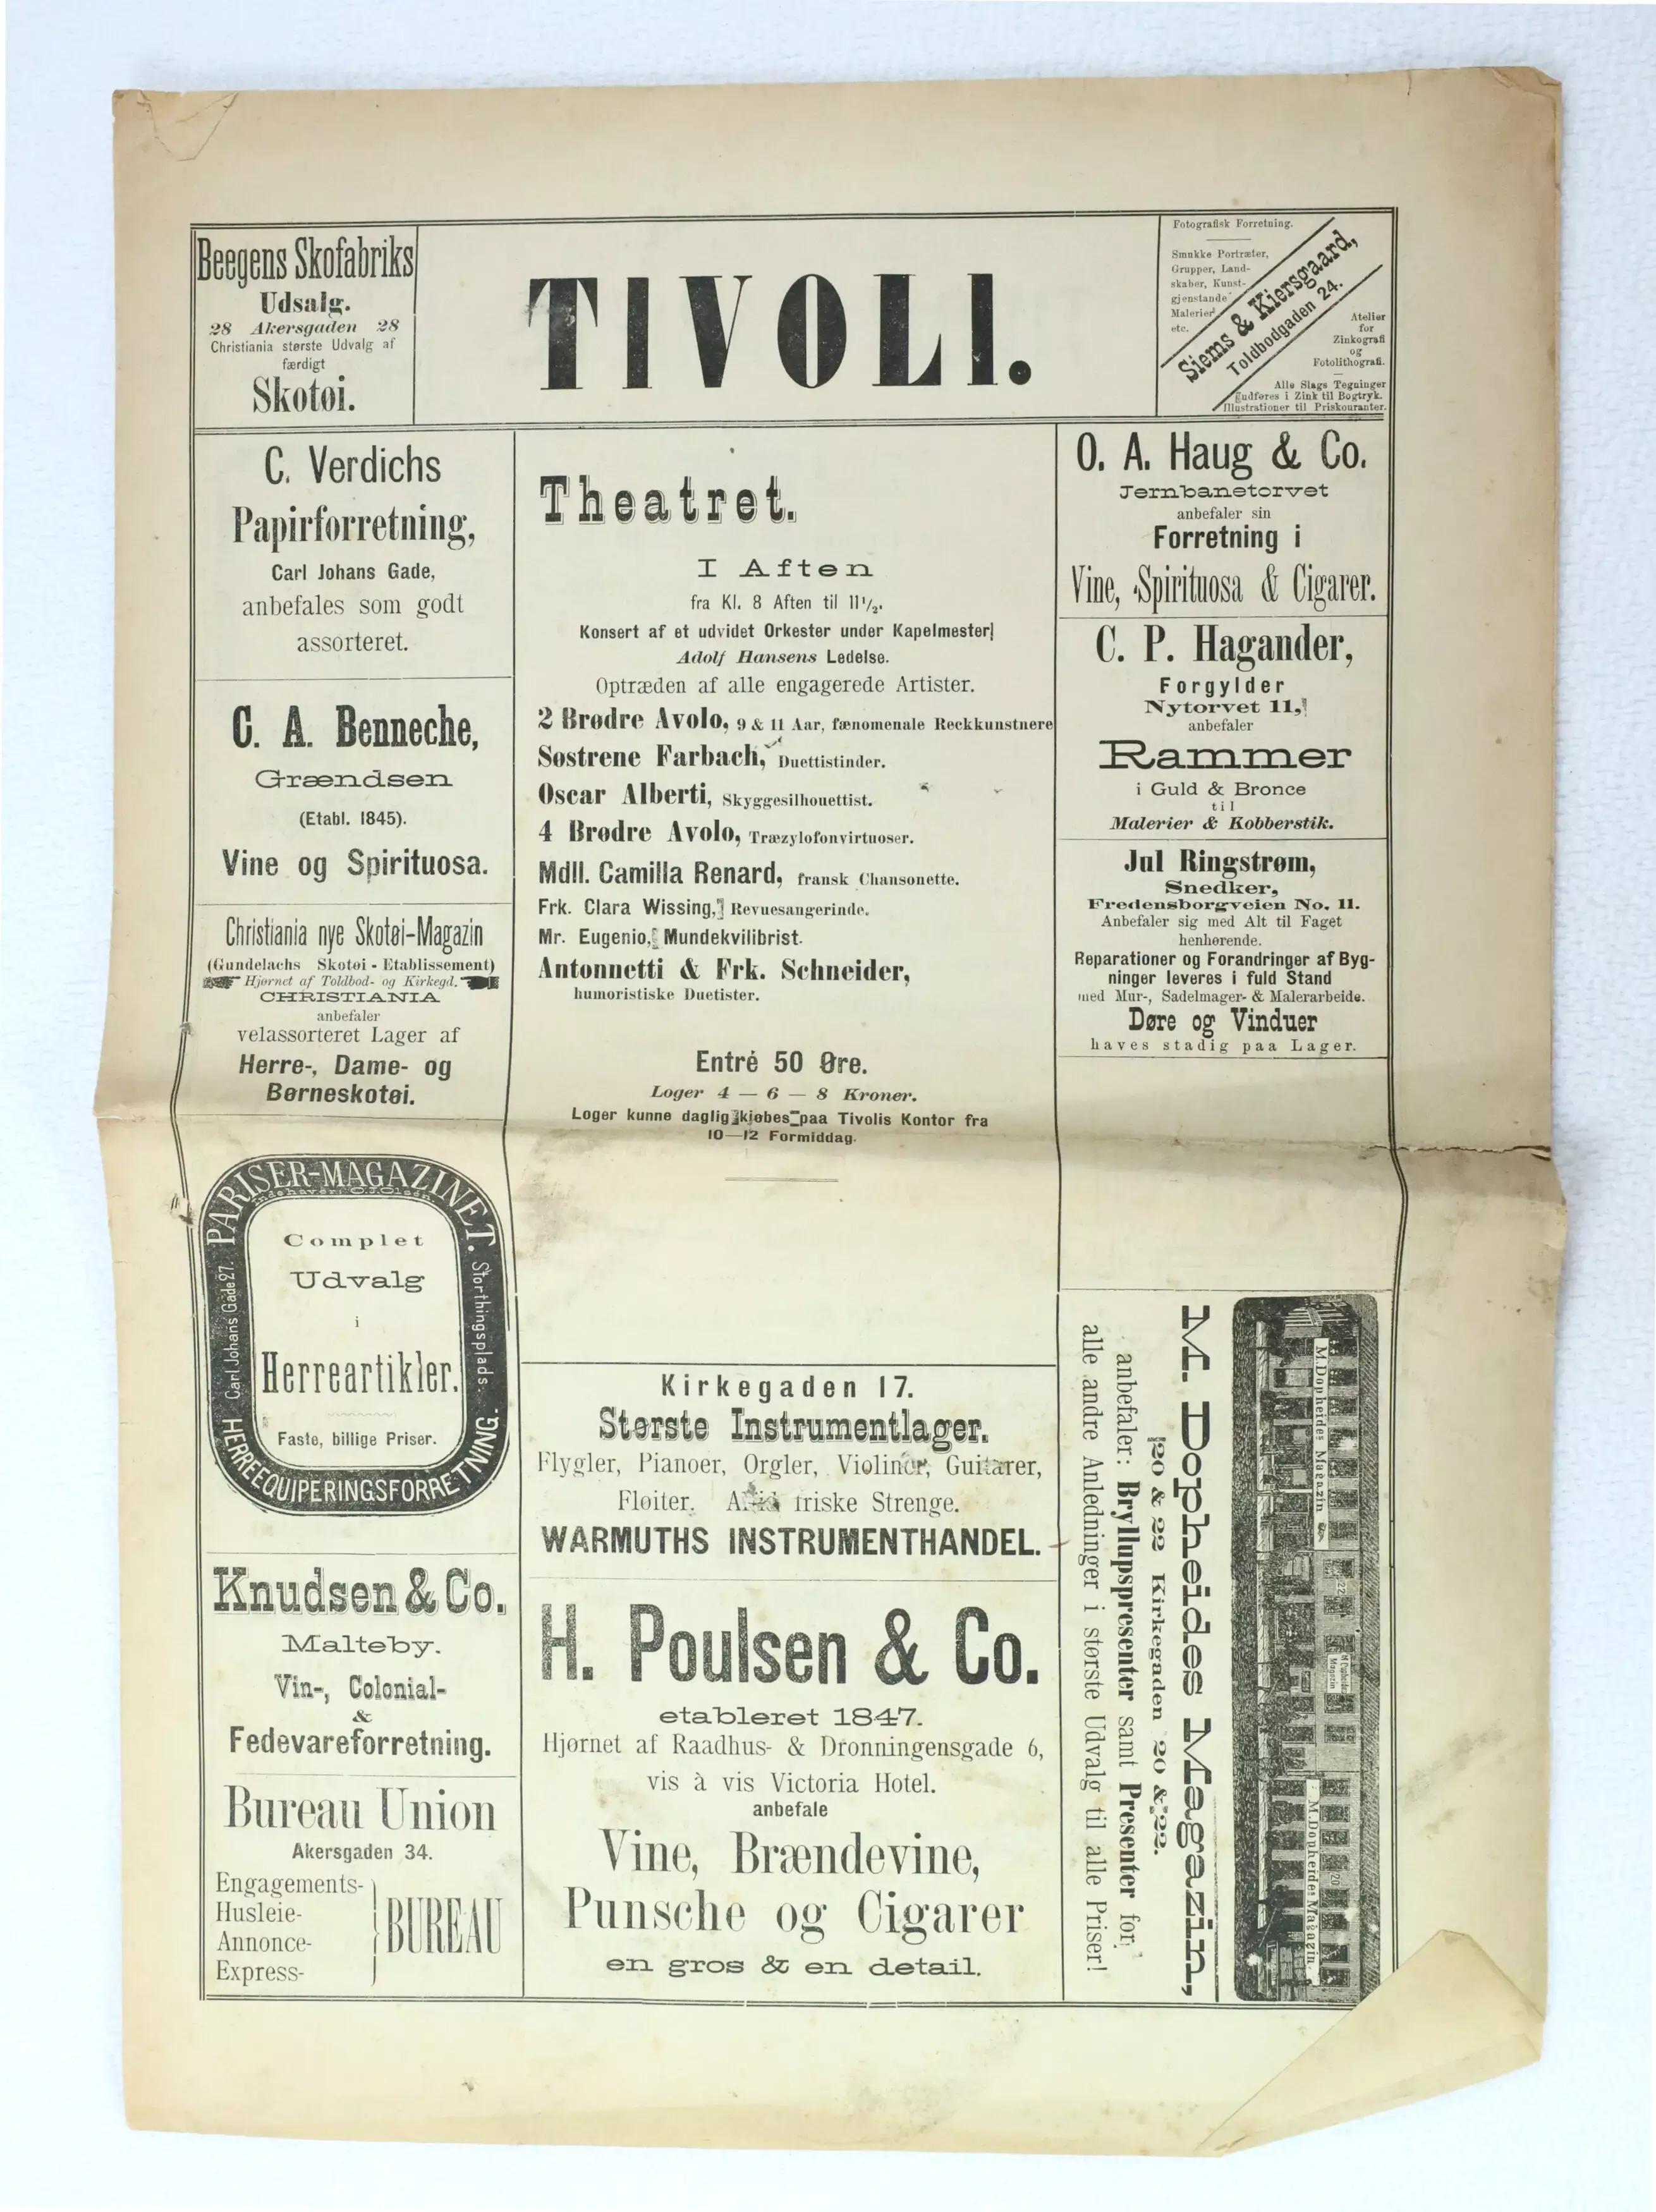 Beegens Skofabriks
Udsalg.
28 Akersgaden 28
Christiania største Udvalg af
færdigt
Skotøi.
TIVOLI.
Fotografisk Forretning.
Smukke Portræter,
Grupper, Land-
skaber, Kunst-
gjenstande
Malerier
etc.
Siems & Kiersgaard,
Toldbodgaden 24.
Atelier
for
Zinkografi
og
Fotolithografi.
Alle Slags Tegninger
udføres i Zink til Bogtryk.
Illustrationer til Priskouranter.
C. Verdichs
Papirforretning,
Carl Johans Gade,
anbefales som godt
assorteret.
C. A. Benneche,
Grændsen
(Etabl. 1845).
Vine og Spirituosa.
Christiania nye Skotøi-Magazin
(Gundelachs Skotøi - Etablissement)
Hjørnet af Toldbod- og Kirkegd.
CHRISTIANIA
anbefaler
velassorteret Lager af
Herre-, Dame- og
Børneskotøi.
PARISER-MAGAZINET.
Indehaver: O. J. Olsen.
Carl Johans Gade 27.
Storthingsplads.
HERREEQUIPERINGSFORRETNING.
Complet
Udvalg
i
Herreartikler.
Faste, billige Priser.
Knudsen & Co.
Malteby.
Vin-, Colonial-
&
Fedevareforretning.
Bureau Union
Akersgaden 34.
Engagements-
Husleie-
Annonce-
Express-
BUREAU
Theatret.
I Aften
fra Kl. 8 Aften til 11½.
Konsert af et udvidet Orkester under Kapelmester
Adolf Hansens Ledelse.
Optræden af alle engagerede Artister.
2 Brødre Avolo, 9 & 11 Aar, fænomenale Reckkunstnere
Søstrene Farbach, Duettistinder.
Oscar Alberti, Skyggesilhouettist.
4 Brødre Avolo, Træzylofonvirtuoser.
Mdll. Camilla Renard, fransk Chansonette.
Frk. Clara Wissing, Revuesangerinde.
Mr. Eugenio, Mundekvilibrist.
Antonnetti & Frk. Schneider,
humoristiske Duetister.
Entré 50 Øre.
Loger 4 — 6 — 8 Kroner.
Loger kunne daglig kjøbes paa Tivolis Kontor fra
10—12 Formiddag.
Kirkegaden 17.
Største Instrumentlager.
Flygler, Pianoer, Orgler, Violiner, Guitarer,
Fløiter. Altid friske Strenge.
WARMUTHS INSTRUMENTHANDEL.
H. Poulsen & Co.
etableret 1847.
Hjørnet af Raadhus- & Dronningensgade 6,
vis à vis Victoria Hotel.
anbefale
Vine, Brændevine,
Punsche og Cigarer
en gros & en detail.
O. A. Haug & Co.
Jernbanetorvet
anbefaler sin
Forretning i
Vine, Spirituosa & Cigarer.
C. P. Hagander,
Forgylder
Nytorvet 11,
anbefaler
Rammer
i Guld & Bronce
til
Malerier & Kobberstik.
Jul Ringstrøm,
Snedker,
Fredensborgveien No. 11.
Anbefaler sig med Alt til Faget
henhørende.
Reparationer og Forandringer af Byg-
ninger leveres i fuld Stand
med Mur-, Sadelmager- & Malerarbeide.
Døre og Vinduer
haves stadig paa Lager.
M. Dopheides Magazin
22
M. Dopheides
Magazin
20
M. Dopheides Magazin.
M. Dopheides Magazin,
20 & 22 Kirkegaden 20 & 22.
anbefaler: Bryllupspresenter samt Presenter for
alle andre Anledninger i største Udvalg til alle Priser!